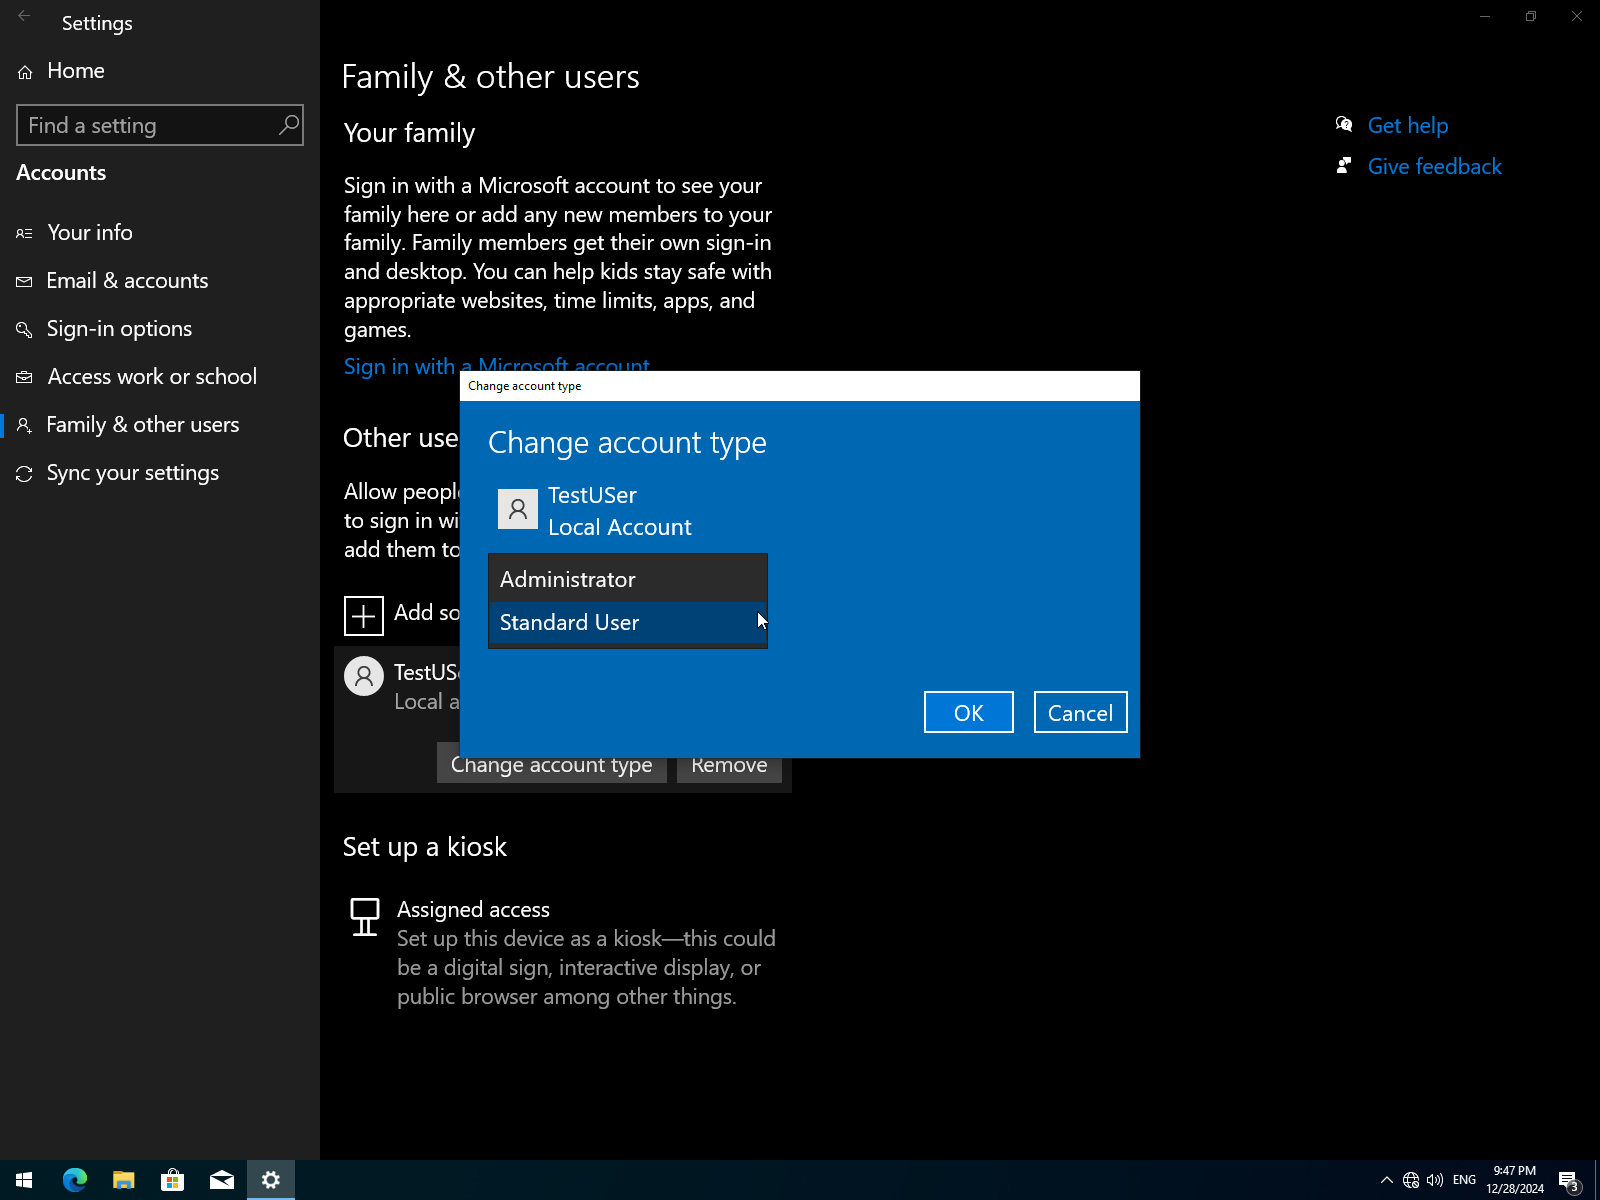 Settings
Home
Find a setting
Accounts
Your info
Email & accounts
Sign-in options
Access work or school
Family & other users
Sync your settings
Family & other users
Your family
Sign in with a Microsoft account to see your
family here or add any new members to your
family. Family members get their own sign-in
and desktop. You can help kids stay safe with
appropriate websites, time limits, apps, and
games.
Sign in with a Microsoft account
Get help
Give feedback
Other use
Allow peopl
to sign in wi
add them to
Add so
TestUS
Local a
Change account type
Remove
Change account type
Change account type
TestUSer
Local Account
Administrator
Standard User
OK
Cancel
Set up a kiosk
Assigned access
Set up this device as a kiosk—this could
be a digital sign, interactive display, or
public browser among other things.
ENG
9:47 PM
12/28/2024
3